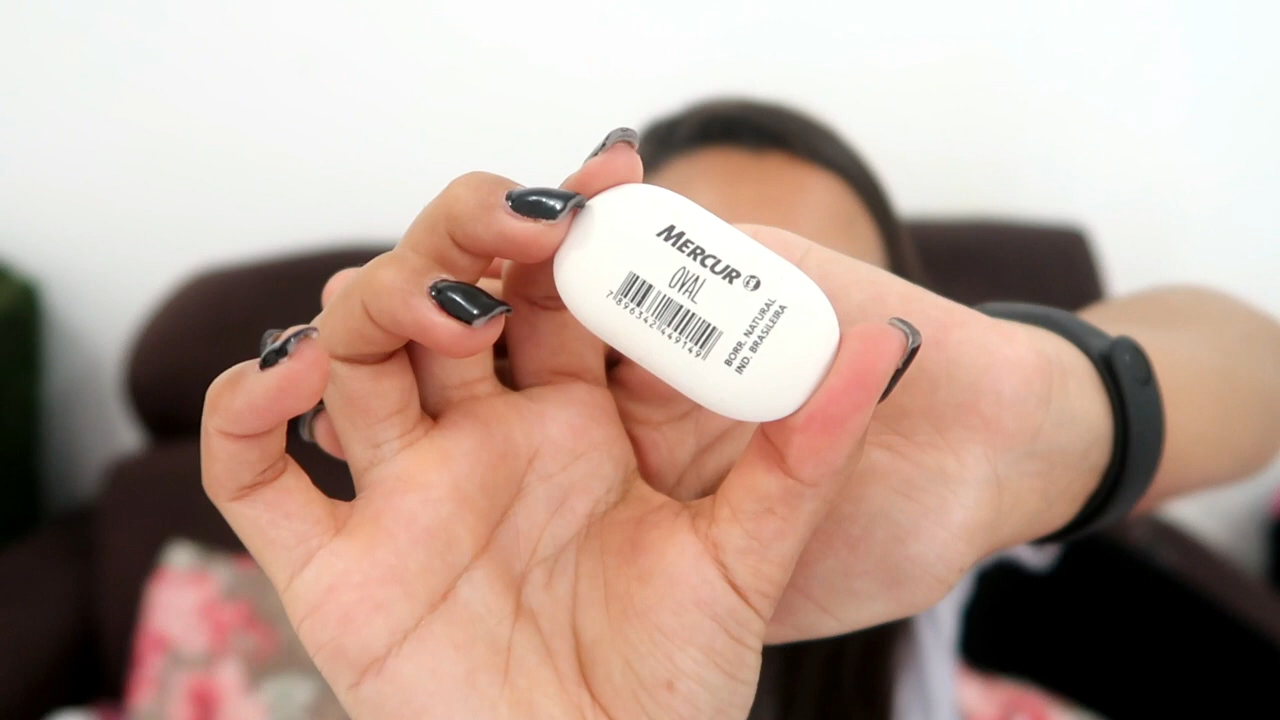 MERCUR
OVAL
7896342449149
BORR. NATURAL
IND. BRASILEIRA